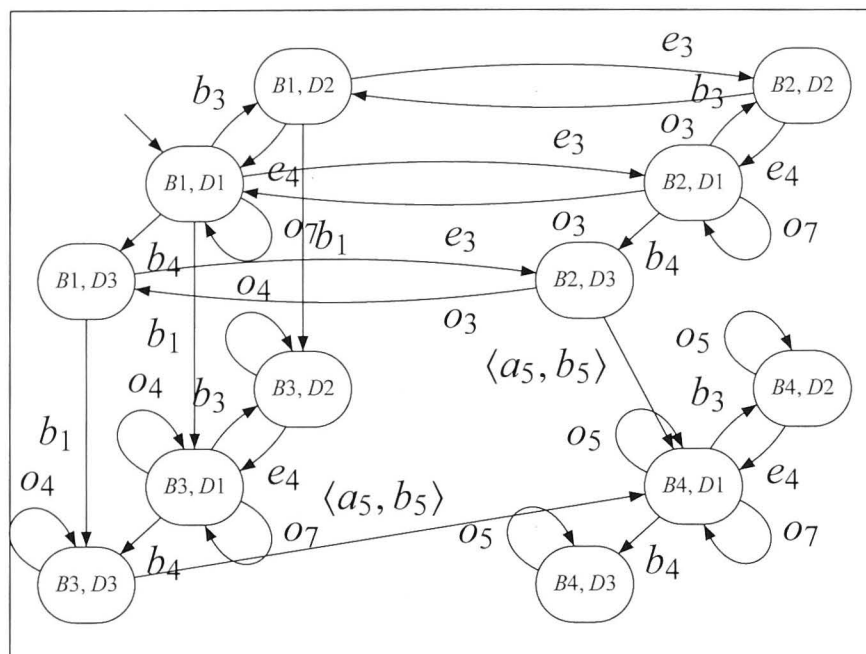 e₃
B1, D2
b₃
B2, D2
b₃
o₃
e₃
B1, D1
e₄
B2, D1
e₄
o₇
b₁
o₃
o₇
b₄
e₃
b₄
B1, D3
o₄
B2, D3
o₃
b₁
⟨a₅, b₅⟩
o₅
o₄
b₃
B3, D2
B4, D2
b₃
b₁
o₅
o₄
B3, D1
e₄
B4, D1
e₄
⟨a₅, b₅⟩
o₇
o₅
o₇
b₄
b₄
B3, D3
B4, D3